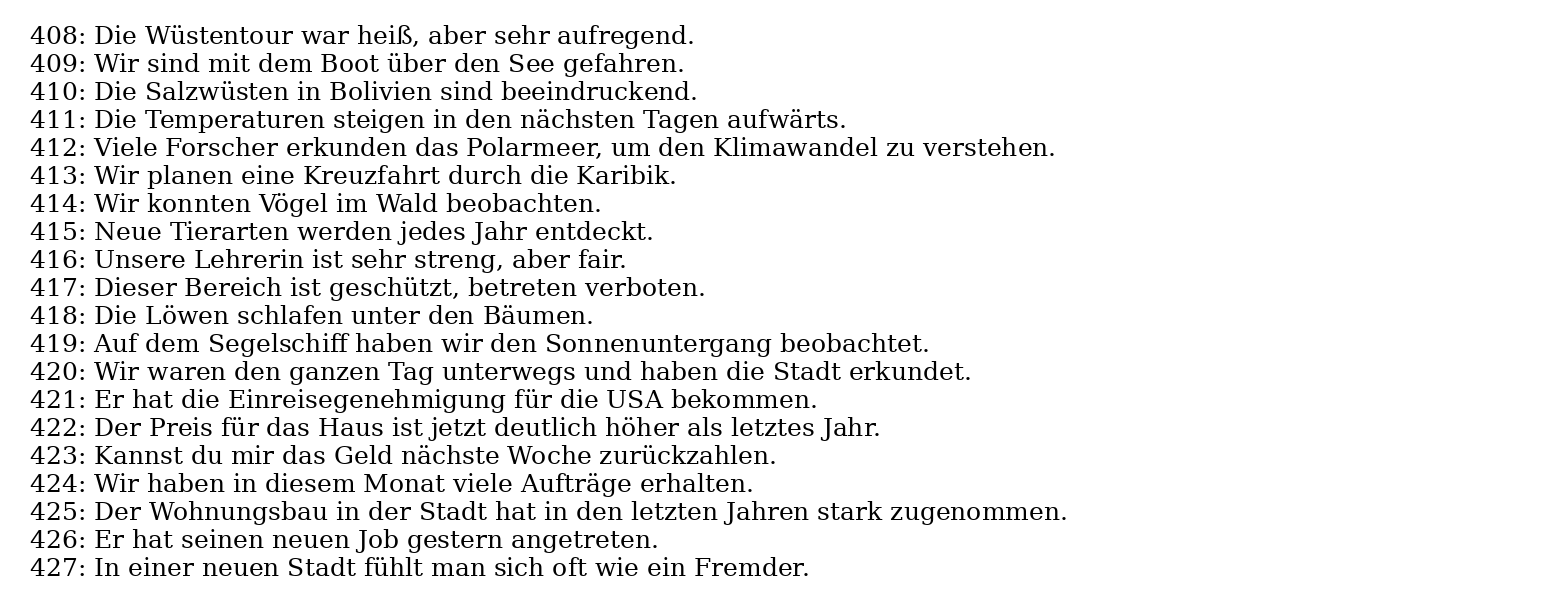 408: Die Wüstentour war heiß, aber sehr aufregend.
409: Wir sind mit dem Boot über den See gefahren.
410: Die Salzwüsten in Bolivien sind beeindruckend.
411: Die Temperaturen steigen in den nächsten Tagen aufwärts.
412: Viele Forscher erkunden das Polarmeer, um den Klimawandel zu verstehen.
413: Wir planen eine Kreuzfahrt durch die Karibik.
414: Wir konnten Vögel im Wald beobachten.
415: Neue Tierarten werden jedes Jahr entdeckt.
416: Unsere Lehrerin ist sehr streng, aber fair.
417: Dieser Bereich ist geschützt, betreten verboten.
418: Die Löwen schlafen unter den Bäumen.
419: Auf dem Segelschiff haben wir den Sonnenuntergang beobachtet.
420: Wir waren den ganzen Tag unterwegs und haben die Stadt erkundet.
421: Er hat die Einreisegenehmigung für die USA bekommen.
422: Der Preis für das Haus ist jetzt deutlich höher als letztes Jahr.
423: Kannst du mir das Geld nächste Woche zurückzahlen.
424: Wir haben in diesem Monat viele Aufträge erhalten.
425: Der Wohnungsbau in der Stadt hat in den letzten Jahren stark zugenommen.
426: Er hat seinen neuen Job gestern angetreten.
427: In einer neuen Stadt fühlt man sich oft wie ein Fremder.